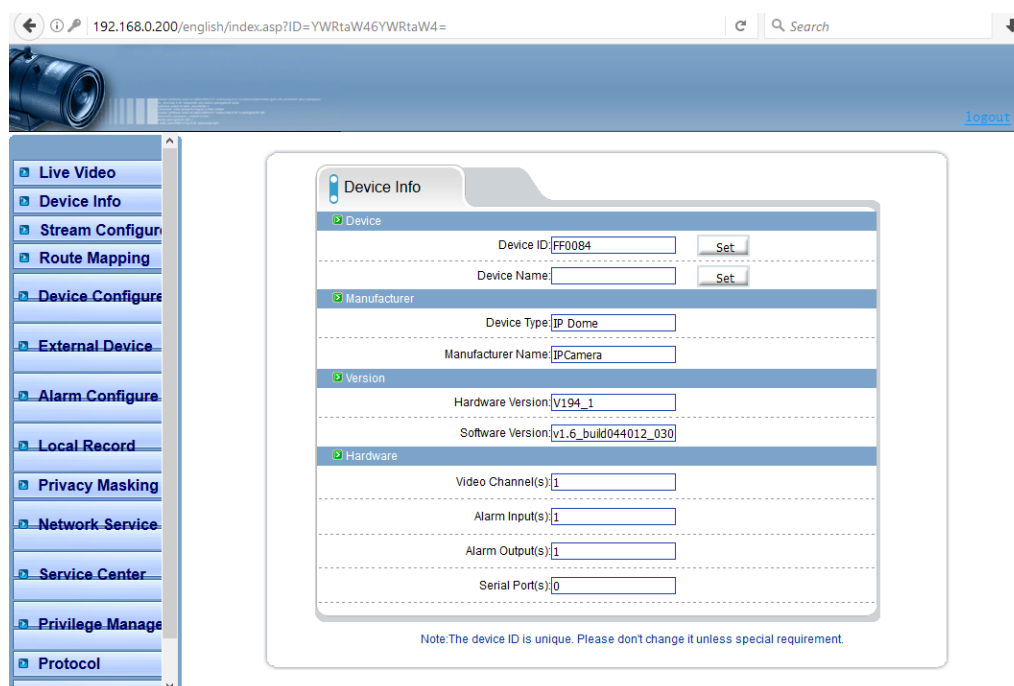 192.168.0.200/english/index.asp?ID=YWRtaW46YWRtaW4=
Search
logout
Live Video
Device Info
Stream Configure
Route Mapping
Device Configure
External Device
Alarm Configure
Local Record
Privacy Masking
Network Service
Service Center
Privilege Manage
Protocol
Device Info
Device
Device ID: FF0084 Set
Device Name: Set
Manufacturer
Device Type: IP Dome
Manufacturer Name: IPCamera
Version
Hardware Version: V194_1
Software Version: v1.6_build044012_030
Hardware
Video Channel(s): 1
Alarm Input(s): 1
Alarm Output(s): 1
Serial Port(s): 0
Note:The device ID is unique. Please don't change it unless special requirement.